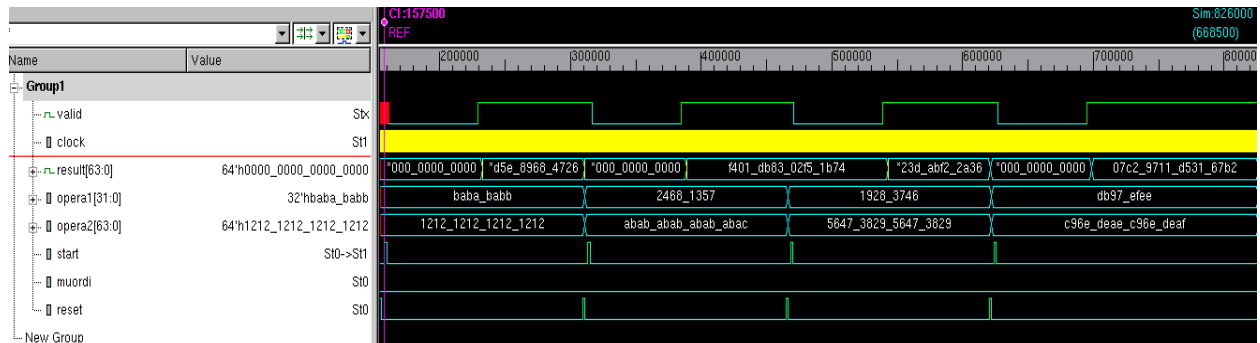 C1:157500 Sim:826000
REF (668500)
Name Value 200000 300000 400000 500000 600000 700000
Group1
valid Stx
clock St1
result[63:0] 64'h0000_0000_0000_0000 *000_0000_0000 *d5e_8968_4726 *000_0000_0000 f401_db83_02f5_1b74 *23d_abf2_2a36 *000_0000_0000 07c2_9711_d531_67b2
opera1[31:0] 32'hbaba_babb baba_babb 2468_1357 1928_3746 db97_efee
opera2[63:0] 64'h1212_1212_1212_1212 1212_1212_1212_1212 abab_abab_abab_abac 5647_3829_5647_3829 c96e_deae_c96e_deaf
start St0->St1
muordi St0
reset St0
New Group